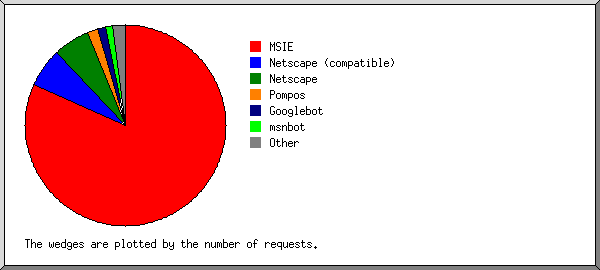 MSIE
Netscape (compatible)
Netscape
Pompos
Googlebot
msnbot
Other
The wedges are plotted by the number of requests.